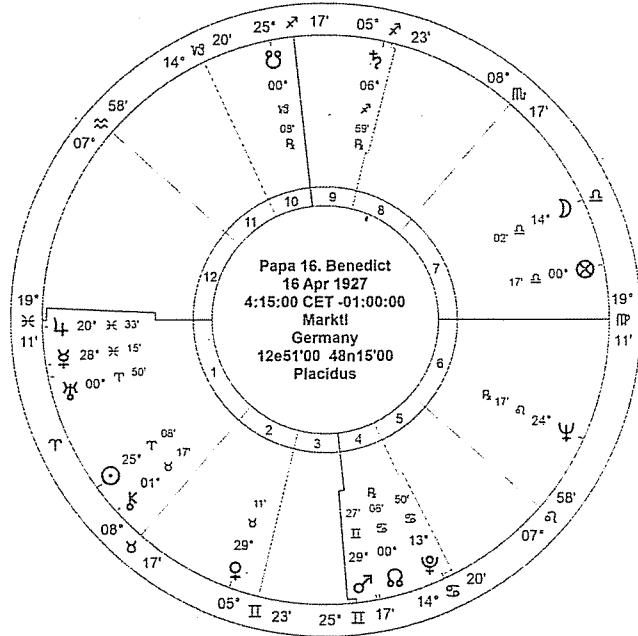 25° ♐ 17'
05° ♐ 23'
08° ♏ 17'
♎
19° ♍ 11'
07° ♌ 58'
14° ♋ 20'
25° ♊ 17'
05° ♊ 23'
08° ♉ 17'
♈
19° ♓ 11'
07° ♒ 58'
14° ♑ 20'
☋ 00° ♑ 08' ℞
♄ 06° ♐ 59' ℞
02' ♎ 14° ☽
17' ♎ 00° ⊗
℞ 17' ♌ 24° ♆
50' ♋ 13° ♇
℞ 08' ♋ 00° ☊
27' ♊ 29° ♂
11' ♉ 29° ♀
⚷ 01° ♉ 17'
☉ 25° ♈ 08'
♅ 00° ♈ 50'
☿ 28° ♓ 15'
♃ 20° ♓ 33'
1
2
3
4
5
6
7
8
9
10
11
12
Papa 16. Benedict
16 Apr 1927
4:15:00 CET -01:00:00
Marktl
Germany
12e51'00 48n15'00
Placidus